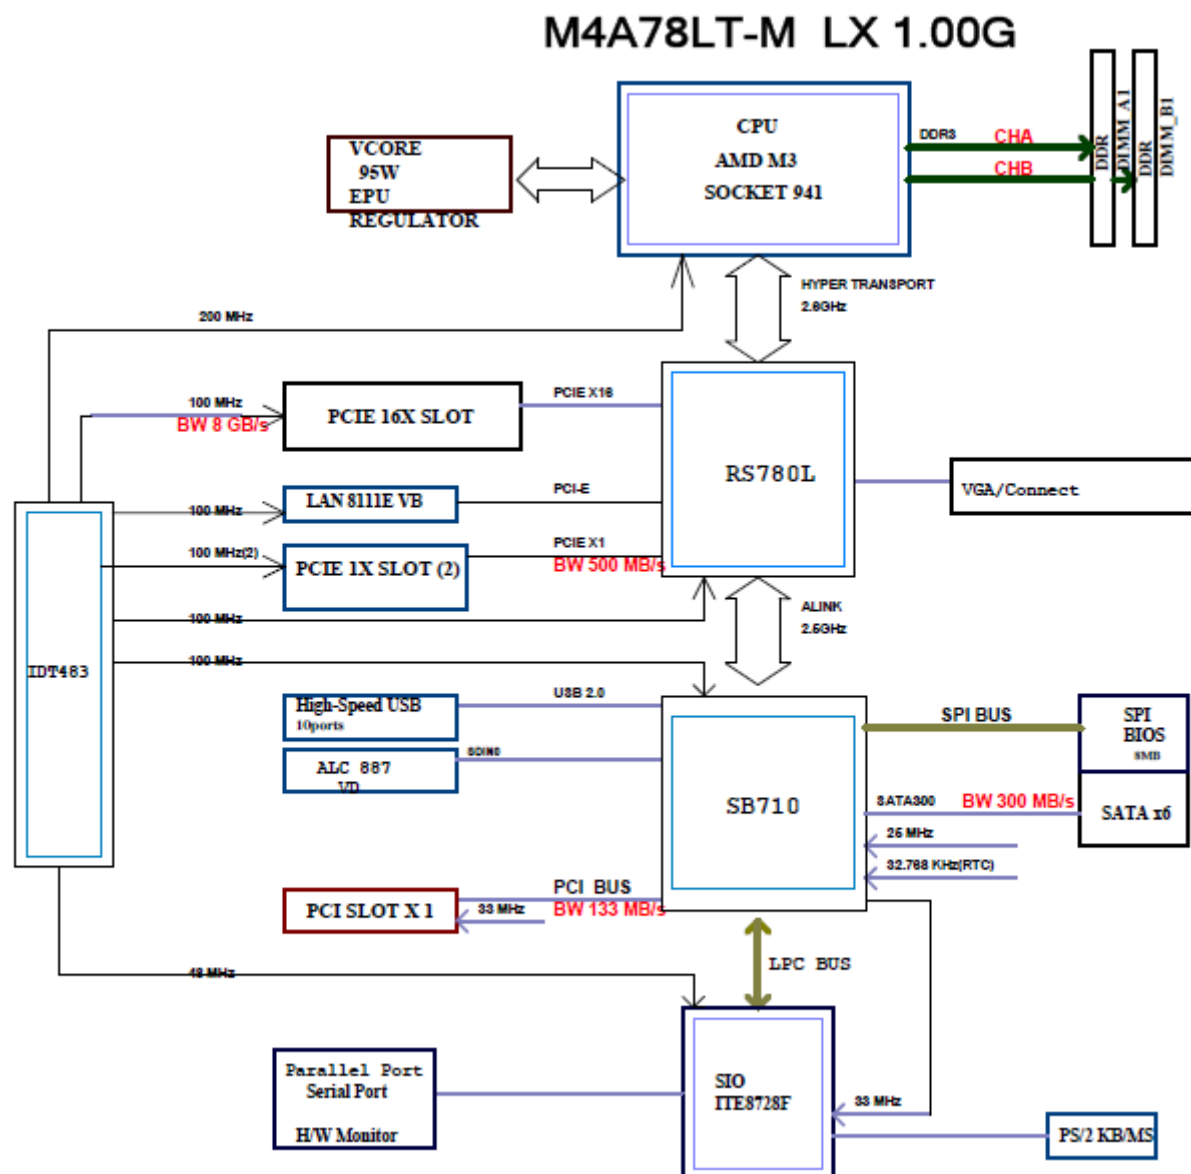 M4A78LT-M LX 1.00G
CPU
AMD M3
SOCKET 941
VCORE
95W
EPU
REGULATOR
DDR3
CHA
CHB
DDR
DIMM_A1
DDR
DIMM_B1
HYPER TRANSPORT
2.6GHz
200 MHz
100 MHz
BW 8 GB/s
PCIE 16X SLOT
PCIE X16
RS780L
VGA/Connect
LAN 8111E VB
PCI-E
100 MHz
100 MHz(2)
PCIE 1X SLOT (2)
PCIE X1
BW 500 MB/s
100 MHz
ALINK
2.5GHz
IDT483
100 MHz
High-Speed USB
10ports
USB 2.0
ALC 887
VD
SDIN0
SB710
SPI BUS
SPI
BIOS
8MB
SATA300
BW 300 MB/s
SATA x6
25 MHz
32.768 KHz(RTC)
PCI SLOT X 1
PCI BUS
BW 133 MB/s
33 MHz
LPC BUS
48 MHz
Parallel Port
Serial Port
H/W Monitor
SIO
ITE8728F
33 MHz
PS/2 KB/MS